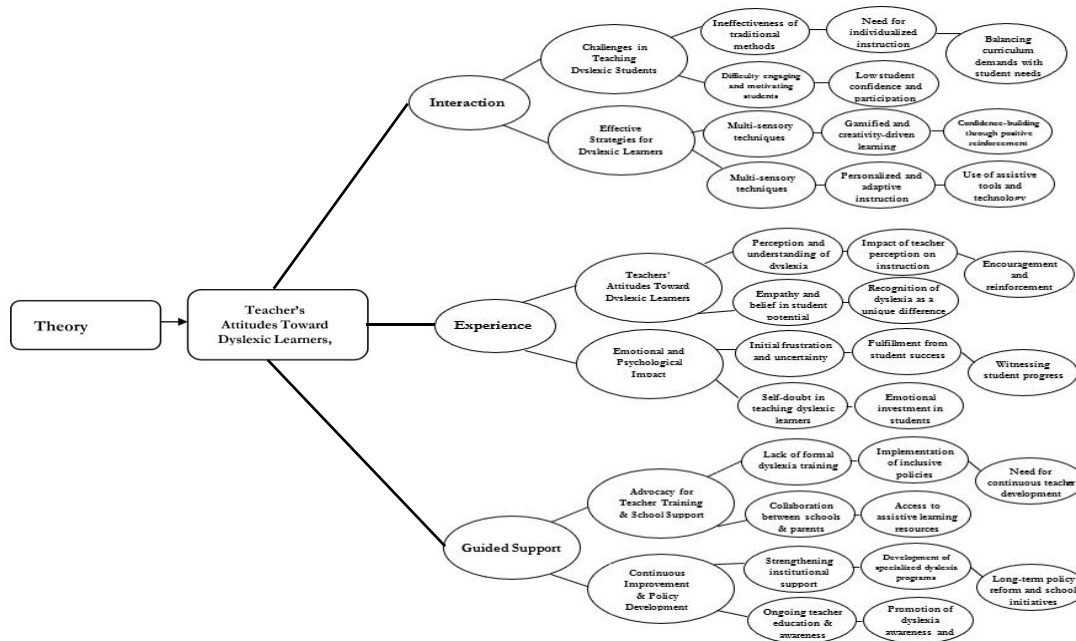 Theory
Teacher's
Attitudes Toward
Dyslexic Learners,
Interaction
Challenges in
Teaching
Dyslexic Students
Ineffectiveness of
traditional
methods
Need for
individualized
instruction
Balancing
curriculum
demands with
student needs
Difficulty engaging
and motivating
students
Low student
confidence and
participation
Effective
Strategies for
Dyslexic Learners
Multi-sensory
techniques
Gamified and
creativity-driven
learning
Confidence-building
through positive
reinforcement
Multi-sensory
techniques
Personalized and
adaptive
instruction
Use of assistive
tools and
technology
Experience
Teachers'
Attitudes Toward
Dyslexic Learners
Perception and
understanding of
dyslexia
Impact of teacher
perception on
instruction
Encouragement
and
reinforcement
Empathy and
belief in student
potential
Recognition of
dyslexia as a
unique difference
Emotional and
Psychological
Impact
Initial frustration
and uncertainty
Fulfillment from
student success
Witnessing
student progress
Self-doubt in
teaching dyslexic
learners
Emotional
investment in
students
Guided Support
Advocacy for
Teacher Training
& School Support
Lack of formal
dyslexia training
Implementation
of inclusive
policies
Need for
continuous teacher
development
Collaboration
between schools
& parents
Access to
assistive learning
resources
Continuous
Improvement
& Policy
Development
Strengthening
institutional
support
Development of
specialized dyslexia
programs
Long-term policy
reform and school
initiatives
Ongoing teacher
education &
awareness
Promotion of
dyslexia
awareness and